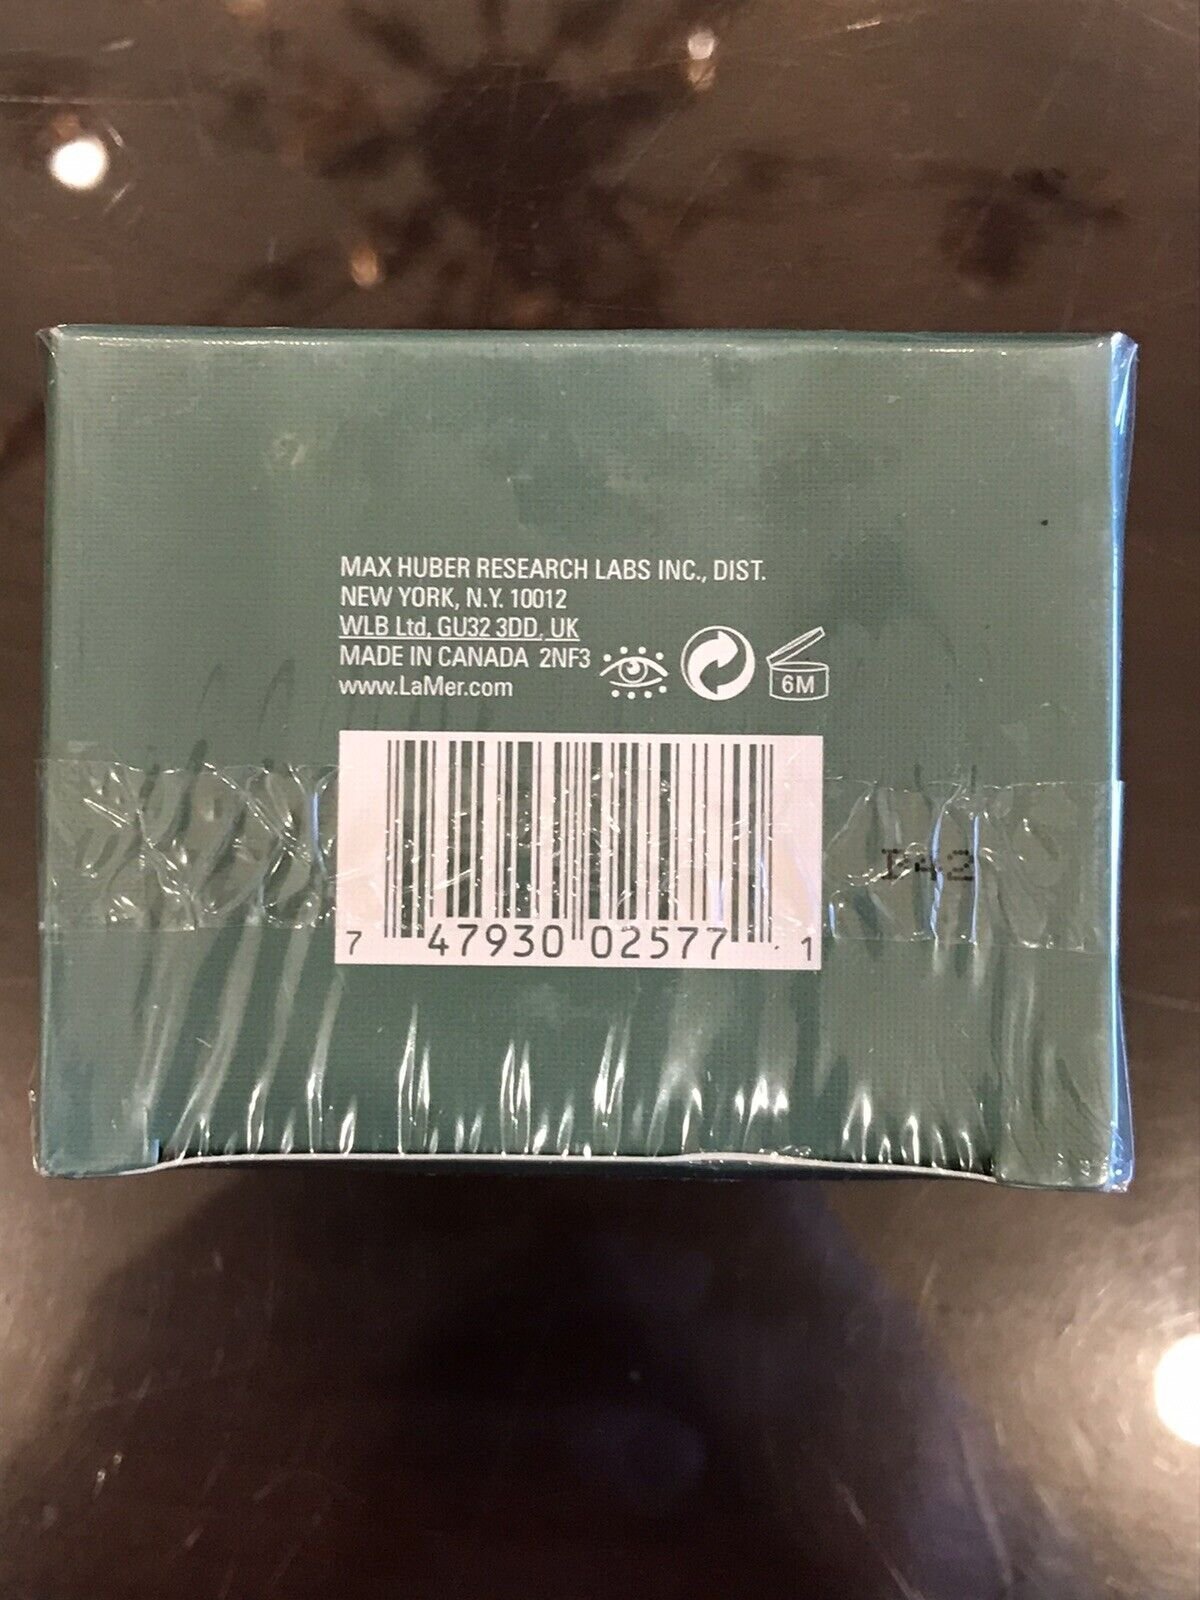 MAX HUBER RESEARCH LABS INC., DIST.
NEW YORK, N.Y. 10012
WLB Ltd, GU32 3DD, UK
MADE IN CANADA 2NF3
www.LaMer.com
6M
7 47930 02577 1